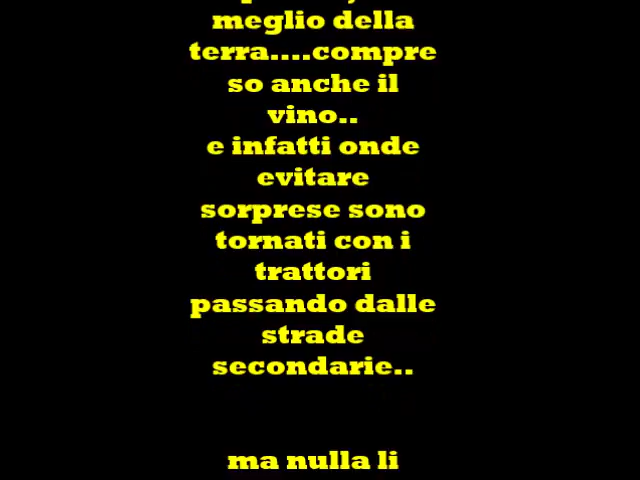 meglio della
terra....compre
so anche il
vino..
e infatti onde
evitare
sorprese sono
tornati con i
trattori
passando dalle
strade
secondarie..
ma nulla li